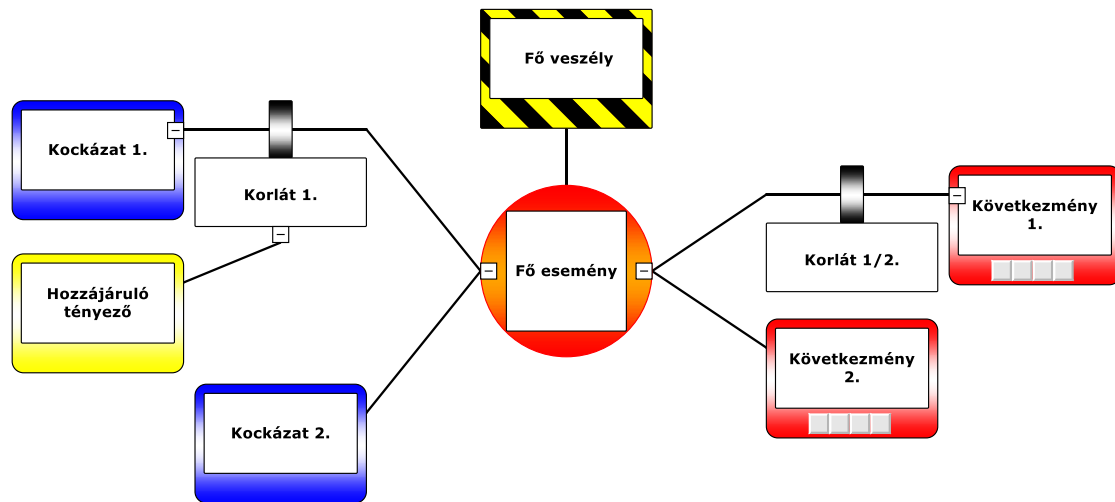 Fő veszély
Kockázat 1.
Korlát 1.
Hozzájáruló
tényező
Kockázat 2.
Fő esemény
Korlát 1/2.
Következmény
1.
Következmény
2.